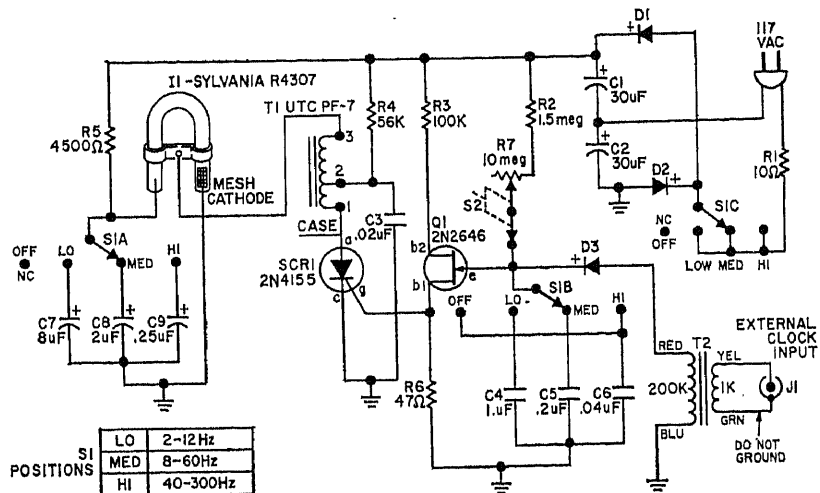 D1
117
VAC
I1-SYLVANIA R4307
T1 UTC PF-7
R5
4500Ω
R4
56K
R3
100K
R2
1.5meg
C1
30uF
C2
30uF
R7
10meg
R1
10Ω
D2
3
2
1
MESH
CATHODE
S2
C3
.02uF
Q1
2N2646
CASE
S1C
NC
OFF
LOW
MED
HI
S1A
OFF
NC
LO
MED
HI
a
SCR1
2N4155
g
c
b2
b1
e
D3
S1B
OFF
LO
MED
HI
C7
8uF
C8
2uF
C9
.25uF
R6
47Ω
C4
1.uF
C5
.2uF
C6
.04uF
RED
T2
YEL
200K
1K
BLU
GRN
EXTERNAL
CLOCK
INPUT
J1
DO NOT
GROUND
S1
POSITIONS
LO 2-12Hz
MED 8-60Hz
HI 40-300Hz